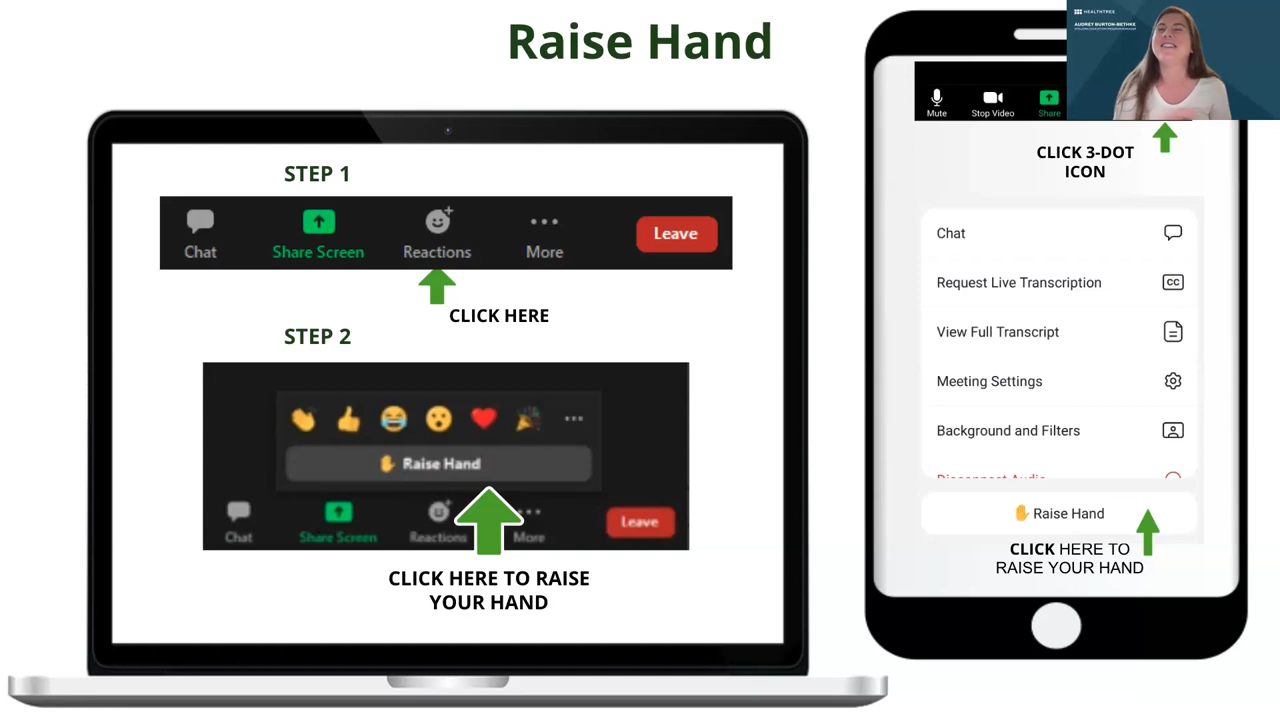 Raise Hand
STEP 1
Chat
Share Screen
Reactions
More
Leave
CLICK HERE
STEP 2
Raise Hand
Chat
Share Screen
Reactions
More
Leave
CLICK HERE TO RAISE
YOUR HAND
HEALTHTREE
AUDREY BURTON-BETHKE
Mute
Stop Video
Share
CLICK 3-DOT
ICON
Chat
Request Live Transcription
CC
View Full Transcript
Meeting Settings
Background and Filters
Disconnect Audio
Raise Hand
CLICK HERE TO
RAISE YOUR HAND